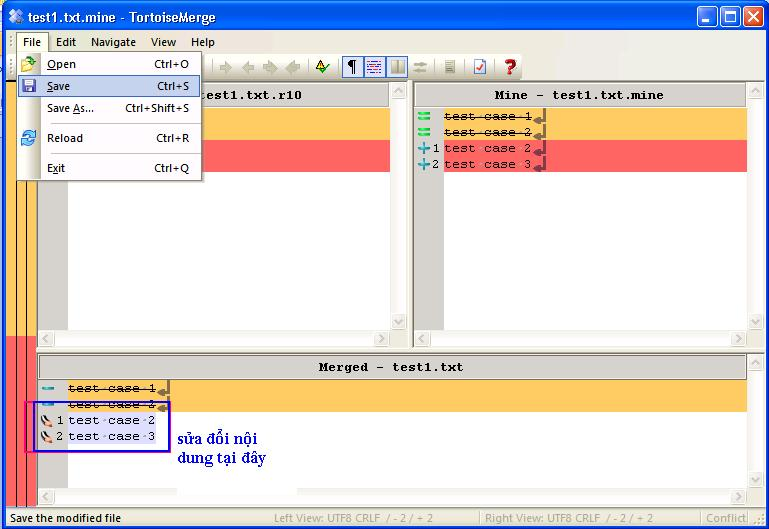 test1.txt.mine - TortoiseMerge
File Edit Navigate View Help
Open Ctrl+O
Save Ctrl+S
Save As... Ctrl+Shift+S
Reload Ctrl+R
Exit Ctrl+Q
test1.txt.r10
Mine - test1.txt.mine
test·case·1
test·case·2
1 test·case·2
2 test·case·3
Merged - test1.txt
test·case·1
test·case·2
1 test·case·2
2 test·case·3
sửa đổi nội
dung tại đây
Save the modified file Left View: UTF8 CRLF / - 2 / + 2 Right View: UTF8 CRLF / - 2 / + 2 Conflict